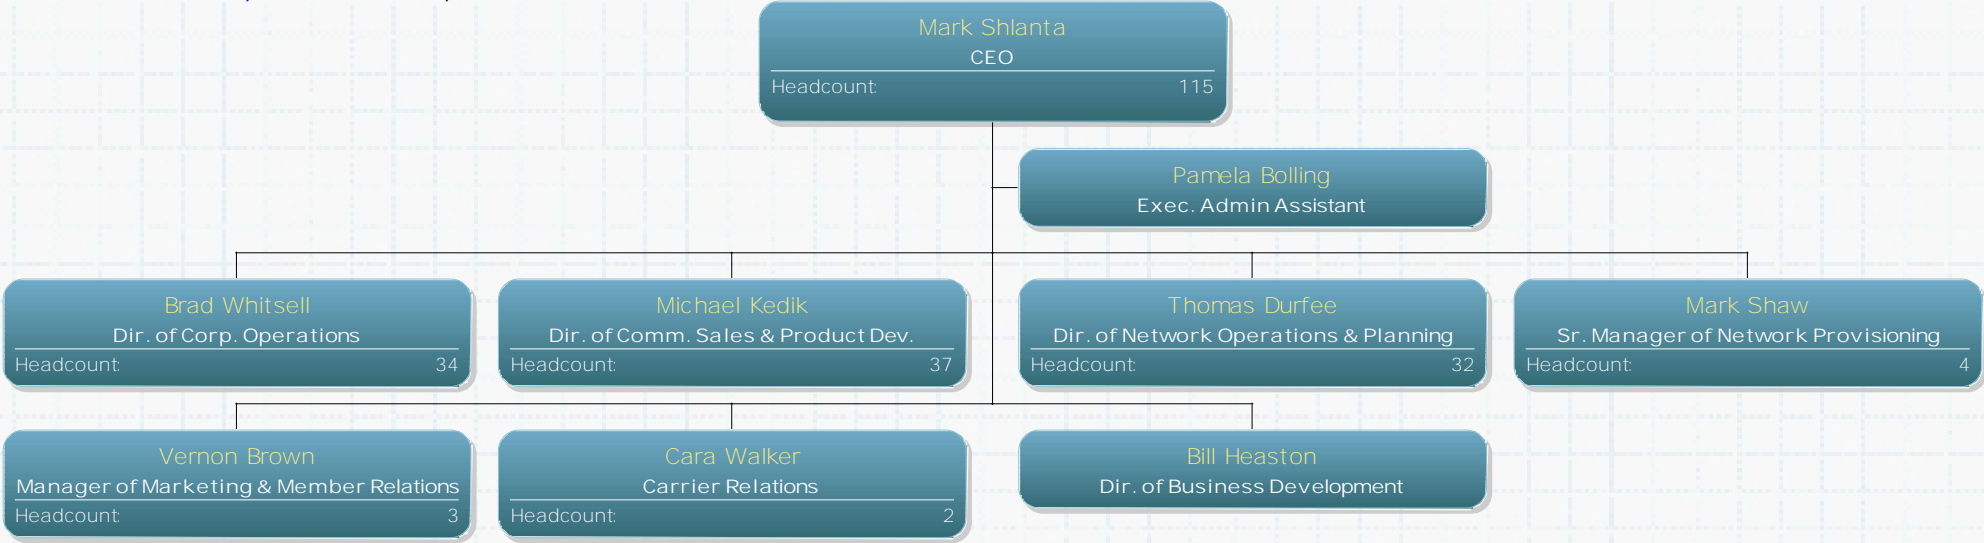 Mark Shlanta
CEO
Headcount: 115
Pamela Bolling
Exec. Admin Assistant
Brad Whitsell
Dir. of Corp. Operations
Headcount: 34
Michael Kedik
Dir. of Comm. Sales & Product Dev.
Headcount: 37
Thomas Durfee
Dir. of Network Operations & Planning
Headcount: 32
Mark Shaw
Sr. Manager of Network Provisioning
Headcount: 4
Vernon Brown
Manager of Marketing & Member Relations
Headcount: 3
Cara Walker
Carrier Relations
Headcount: 2
Bill Heaston
Dir. of Business Development